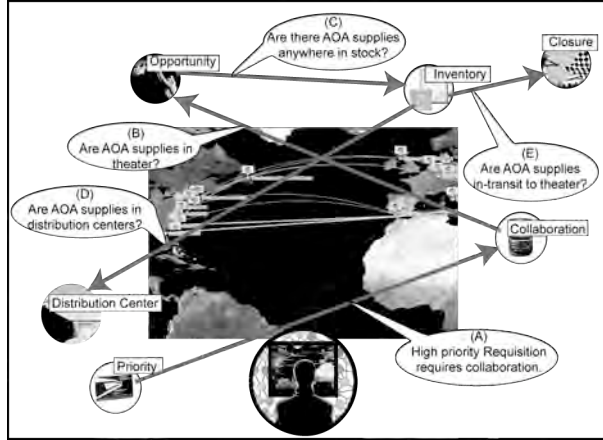 (C)
Are there AOA supplies
anywhere in stock?
Closure
Opportunity
Inventory
(B)
Are AOA supplies in
theater?
(E)
Are AOA supplies
in-transit to theater?
(D)
Are AOA supplies in
distribution centers?
Collaboration
Distribution Center
(A)
High priority Requisition
requires collaboration.
Priority